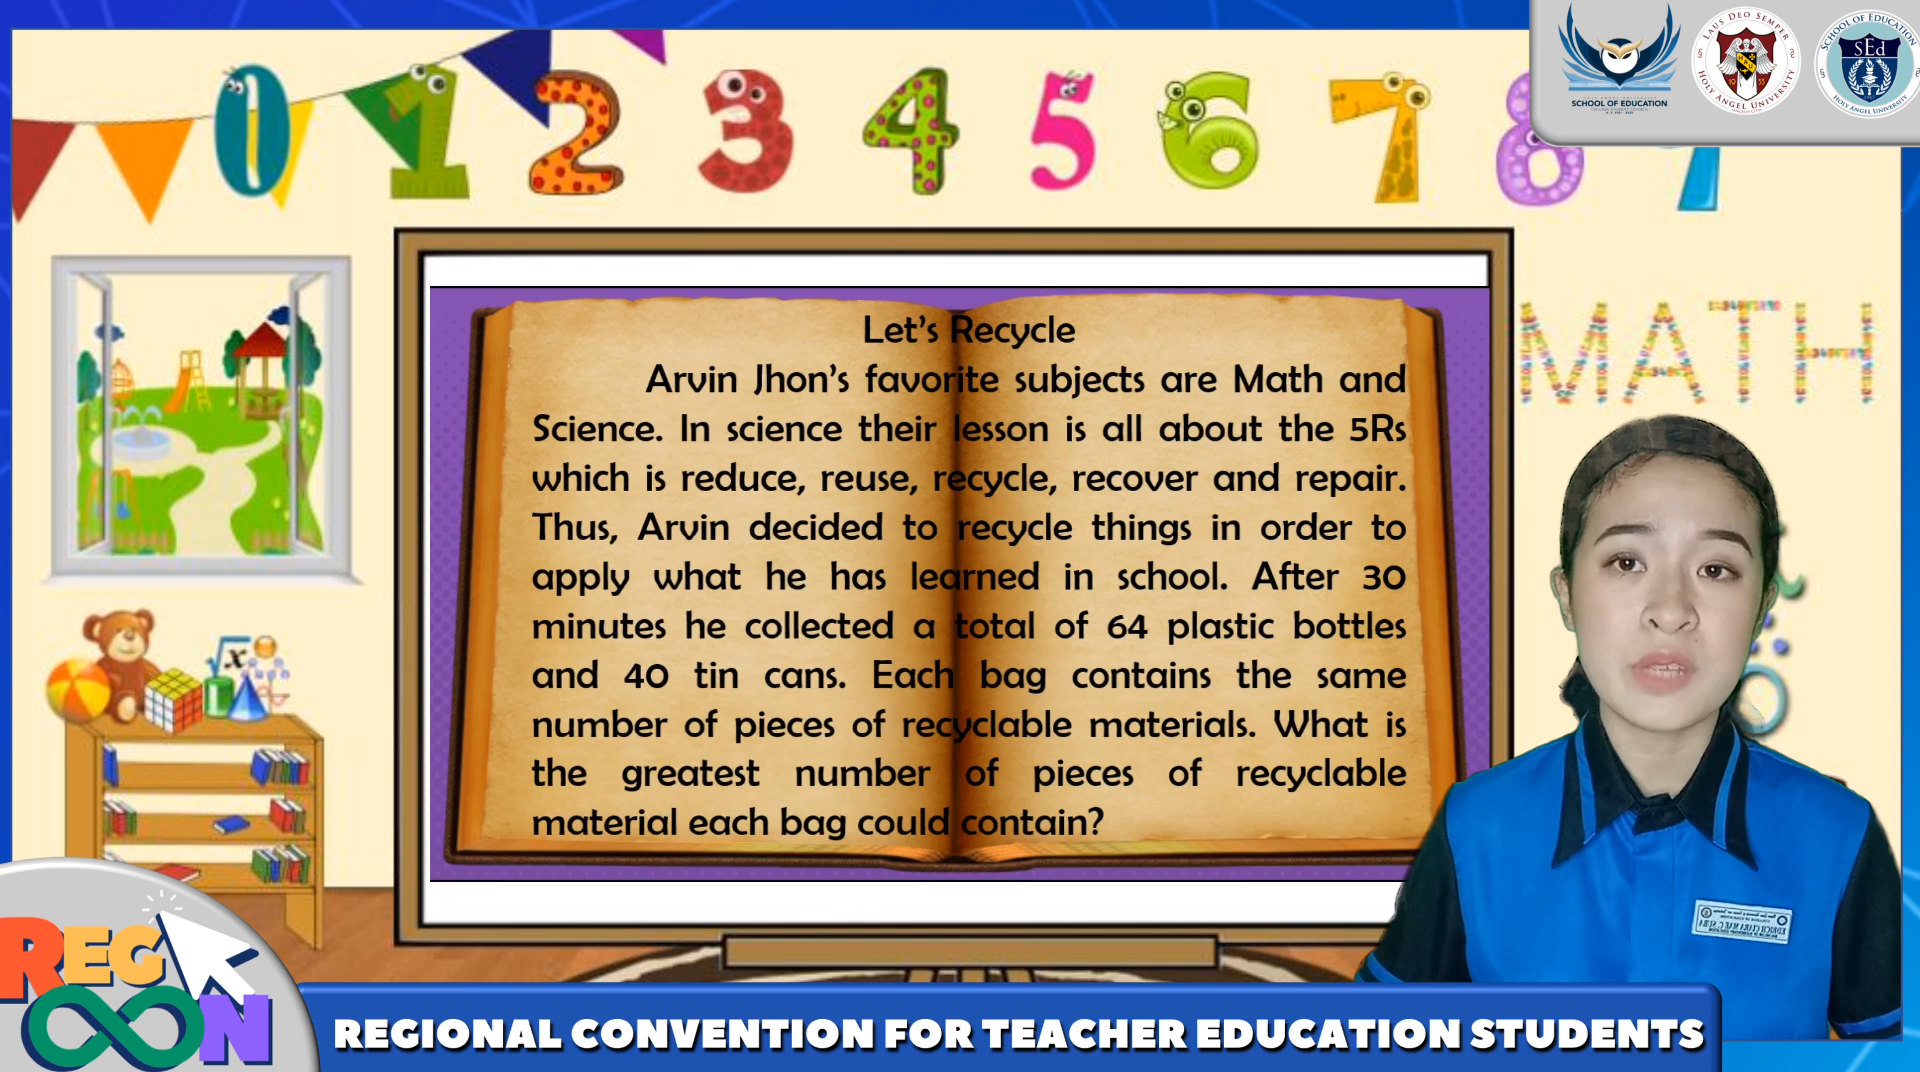 0 1 2 3 4 5 6 7 8 9
SCHOOL OF EDUCATION
LAUS DEO SEMPER
HOLY ANGEL UNIVERSITY
SCHOOL OF EDUCATION
sEd
HOLY ANGEL UNIVERSITY
MATH
Let's Recycle
Arvin Jhon's favorite subjects are Math and
Science. In science their lesson is all about the 5Rs
which is reduce, reuse, recycle, recover and repair.
Thus, Arvin decided to recycle things in order to
apply what he has learned in school. After 30
minutes he collected a total of 64 plastic bottles
and 40 tin cans. Each bag contains the same
number of pieces of recyclable materials. What is
the greatest number of pieces of recyclable
material each bag could contain?
x
REG
CON
REGIONAL CONVENTION FOR TEACHER EDUCATION STUDENTS